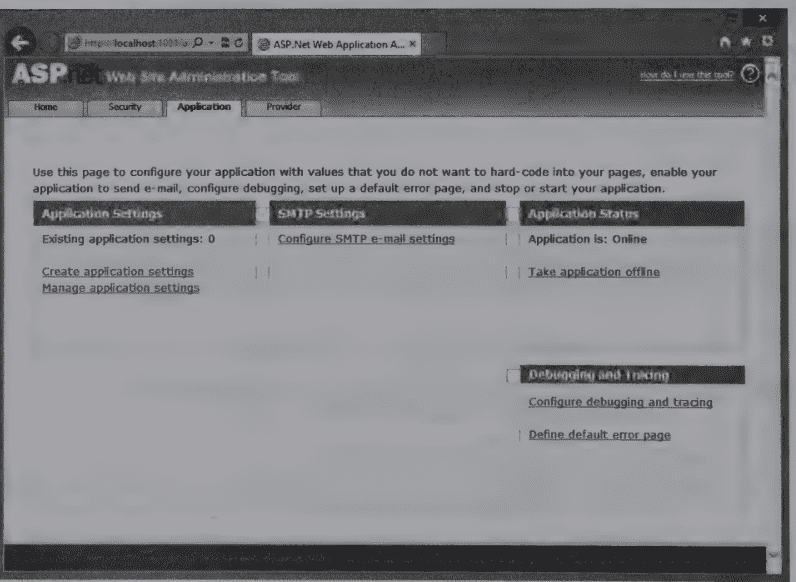 localhost
ASP.Net Web Application A... ×
ASP.net Web Site Administration Tool
How do I use this tool? ?
Home Security Application Provider
Use this page to configure your application with values that you do not want to hard-code into your pages, enable your
application to send e-mail, configure debugging, set up a default error page, and stop or start your application.
Application Settings SMTP Settings Application Status
Existing application settings: 0 Configure SMTP e-mail settings Application is: Online
Create application settings Take application offline
Manage application settings
Debugging and Tracing
Configure debugging and tracing
Define default error page